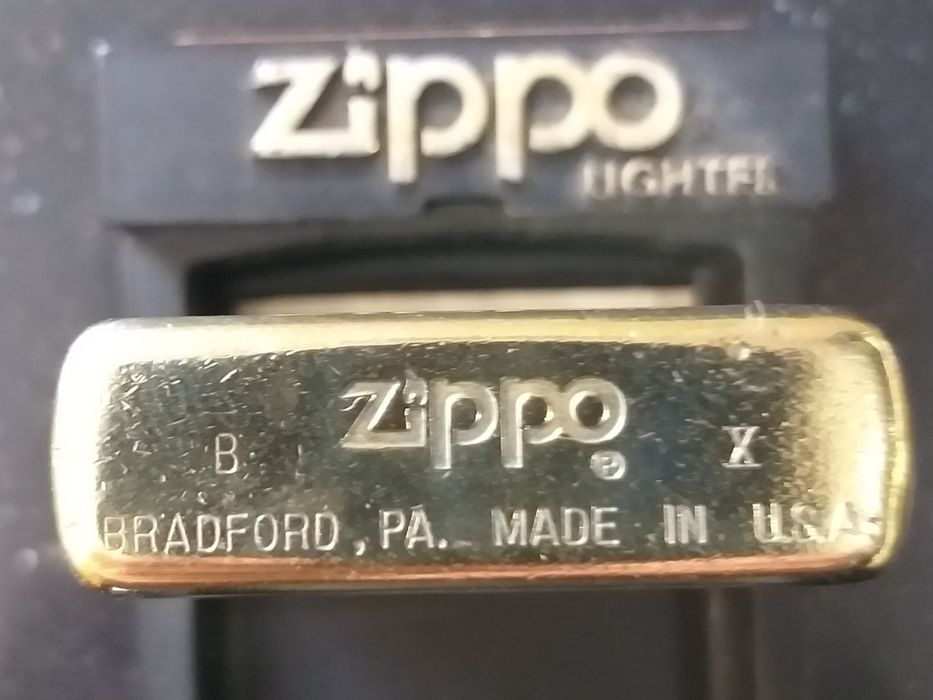 Zippo
LIGHTER
B Zippo ® X
BRADFORD, PA. MADE IN U.S.A.